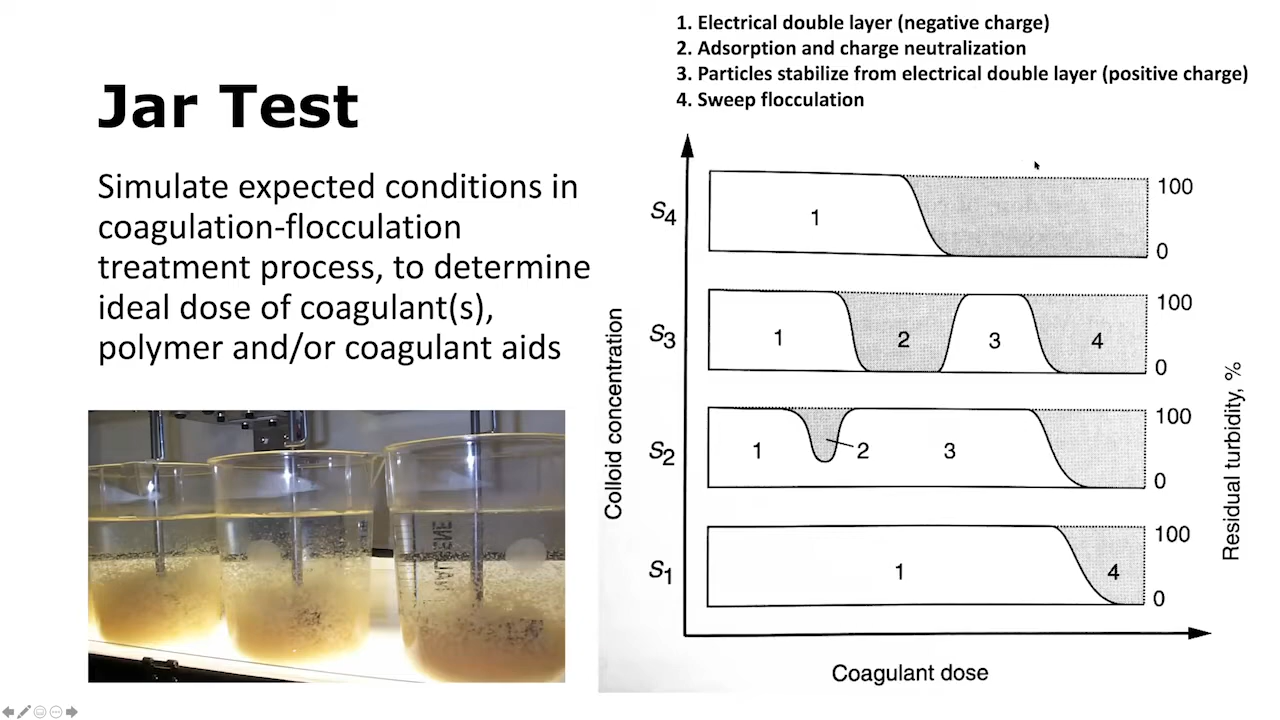 Jar Test
Simulate expected conditions in
coagulation-flocculation
treatment process, to determine
ideal dose of coagulant(s),
polymer and/or coagulant aids
1. Electrical double layer (negative charge)
2. Adsorption and charge neutralization
3. Particles stabilize from electrical double layer (positive charge)
4. Sweep flocculation
Colloid concentration
S4
1
100
0
S3
1
2
3
4
100
0
S2
1
2
3
100
0
S1
1
4
100
0
Residual turbidity, %
Coagulant dose